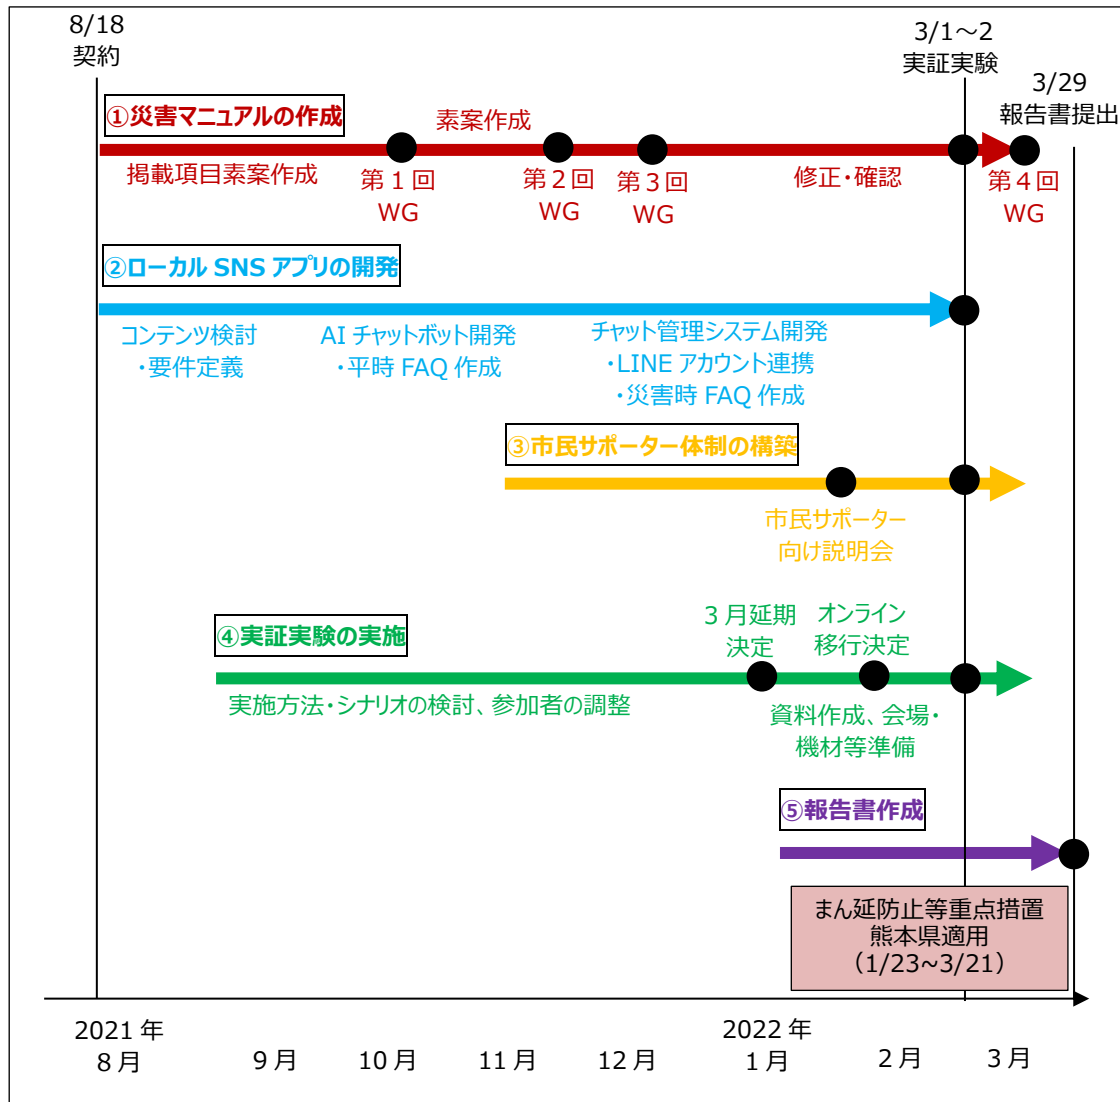 8/18
契約
3/1～2
実証実験
3/29
報告書提出
①災害マニュアルの作成
素案作成
掲載項目素案作成
第１回
WG
第２回
WG
第３回
WG
修正・確認
第４回
WG
②ローカル SNS アプリの開発
コンテンツ検討
・要件定義
AI チャットボット開発
・平時 FAQ 作成
チャット管理システム開発
・LINE アカウント連携
・災害時 FAQ 作成
③市民サポーター体制の構築
市民サポーター
向け説明会
④実証実験の実施
３月延期
決定
オンライン
移行決定
実施方法・シナリオの検討、参加者の調整
資料作成、会場・
機材等準備
⑤報告書作成
まん延防止等重点措置
熊本県適用
（1/23~3/21）
2021 年
８月
９月
10 月
11 月
12 月
2022 年
１月
２月
３月